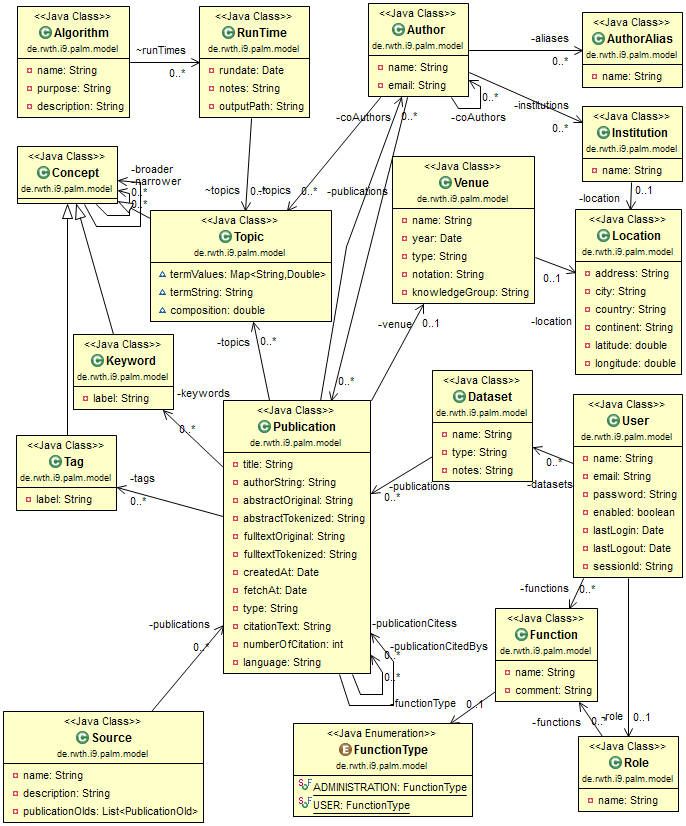 <<Java Class>>
Algorithm
de.rwth.i9.palm.model
name: String
purpose: String
description: String
~runTimes
0..*
<<Java Class>>
RunTime
de.rwth.i9.palm.model
rundate: Date
notes: String
outputPath: String
<<Java Class>>
Author
de.rwth.i9.palm.model
name: String
email: String
-aliases
0..*
<<Java Class>>
AuthorAlias
de.rwth.i9.palm.model
name: String
-coAuthors
0..*
0..*
-coAuthors
-institutions
0..*
<<Java Class>>
Institution
de.rwth.i9.palm.model
name: String
<<Java Class>>
Concept
de.rwth.i9.palm.model
-broader
-narrower
0..*
0..*
~topics
0..*
-topics
0..*
-publications
<<Java Class>>
Venue
de.rwth.i9.palm.model
name: String
year: Date
type: String
notation: String
knowledgeGroup: String
-location
0..1
<<Java Class>>
Location
de.rwth.i9.palm.model
address: String
city: String
country: String
continent: String
latitude: double
longitude: double
0..1
-location
<<Java Class>>
Topic
de.rwth.i9.palm.model
termValues: Map<String,Double>
termString: String
composition: double
-topics
0..*
-venue
0..1
<<Java Class>>
Keyword
de.rwth.i9.palm.model
label: String
-keywords
0..*
0..*
<<Java Class>>
Dataset
de.rwth.i9.palm.model
name: String
type: String
notes: String
<<Java Class>>
User
de.rwth.i9.palm.model
name: String
email: String
password: String
enabled: boolean
lastLogin: Date
lastLogout: Date
sessionId: String
<<Java Class>>
Publication
de.rwth.i9.palm.model
title: String
authorString: String
abstractOriginal: String
abstractTokenized: String
fulltextOriginal: String
fulltextTokenized: String
createdAt: Date
fetchAt: Date
type: String
citationText: String
numberOfCitation: int
language: String
<<Java Class>>
Tag
de.rwth.i9.palm.model
label: String
-tags
0..*
0..*
-datasets
-publications
0..*
-functions
0..*
-publications
0..*
-publicationCitess
-publicationCitedBys
0..*
0..*
<<Java Class>>
Function
de.rwth.i9.palm.model
name: String
comment: String
-functionType
0..1
-functions
0..*
-role
0..1
<<Java Class>>
Source
de.rwth.i9.palm.model
name: String
description: String
publicationOlds: List<PublicationOld>
<<Java Enumeration>>
FunctionType
de.rwth.i9.palm.model
ADMINISTRATION: FunctionType
USER: FunctionType
<<Java Class>>
Role
de.rwth.i9.palm.model
name: String